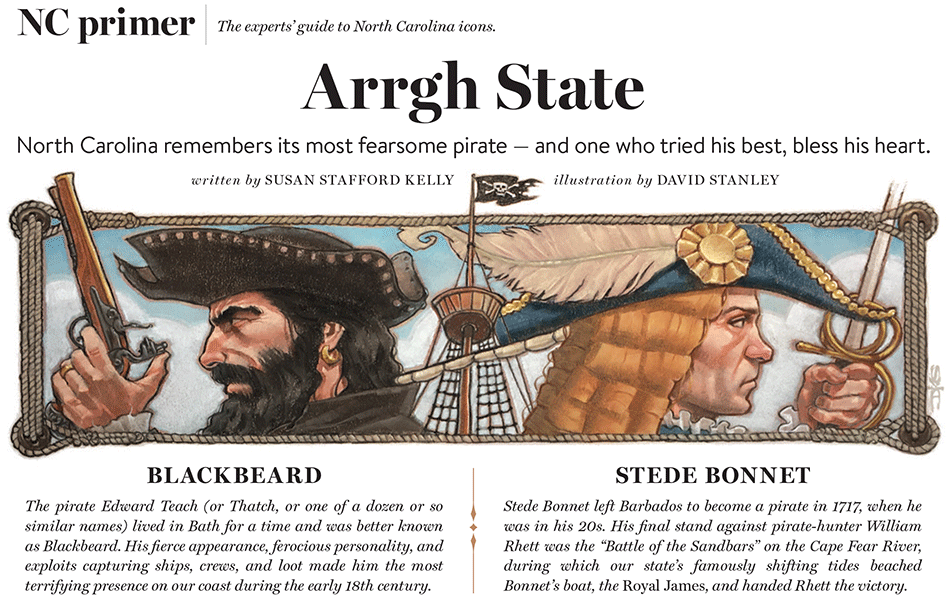 NC primer
The experts' guide to North Carolina icons.
Arrgh State
North Carolina remembers its most fearsome pirate — and one who tried his best, bless his heart.
written by SUSAN STAFFORD KELLY
illustration by DAVID STANLEY
BLACKBEARD
The pirate Edward Teach (or Thatch, or one of a dozen or so
similar names) lived in Bath for a time and was better known
as Blackbeard. His fierce appearance, ferocious personality, and
exploits capturing ships, crews, and loot made him the most
terrifying presence on our coast during the early 18th century.
STEDE BONNET
Stede Bonnet left Barbados to become a pirate in 1717, when he
was in his 20s. His final stand against pirate-hunter William
Rhett was the “Battle of the Sandbars” on the Cape Fear River,
during which our state's famously shifting tides beached
Bonnet's boat, the Royal James, and handed Rhett the victory.